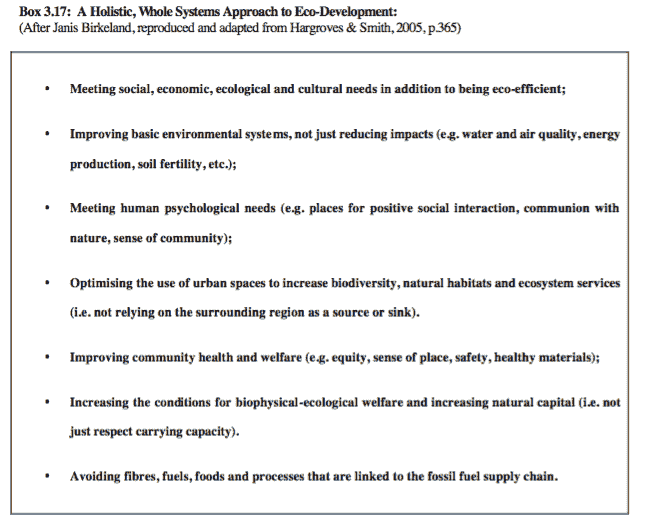 Box 3.17: A Holistic, Whole Systems Approach to Eco-Development:
(After Janis Birkeland, reproduced and adapted from Hargroves & Smith, 2005, p.365)
• Meeting social, economic, ecological and cultural needs in addition to being eco-efficient;
• Improving basic environmental systems, not just reducing impacts (e.g. water and air quality, energy
production, soil fertility, etc.);
• Meeting human psychological needs (e.g. places for positive social interaction, communion with
nature, sense of community);
• Optimising the use of urban spaces to increase biodiversity, natural habitats and ecosystem services
(i.e. not relying on the surrounding region as a source or sink).
• Improving community health and welfare (e.g. equity, sense of place, safety, healthy materials);
• Increasing the conditions for biophysical-ecological welfare and increasing natural capital (i.e. not
just respect carrying capacity).
• Avoiding fibres, fuels, foods and processes that are linked to the fossil fuel supply chain.